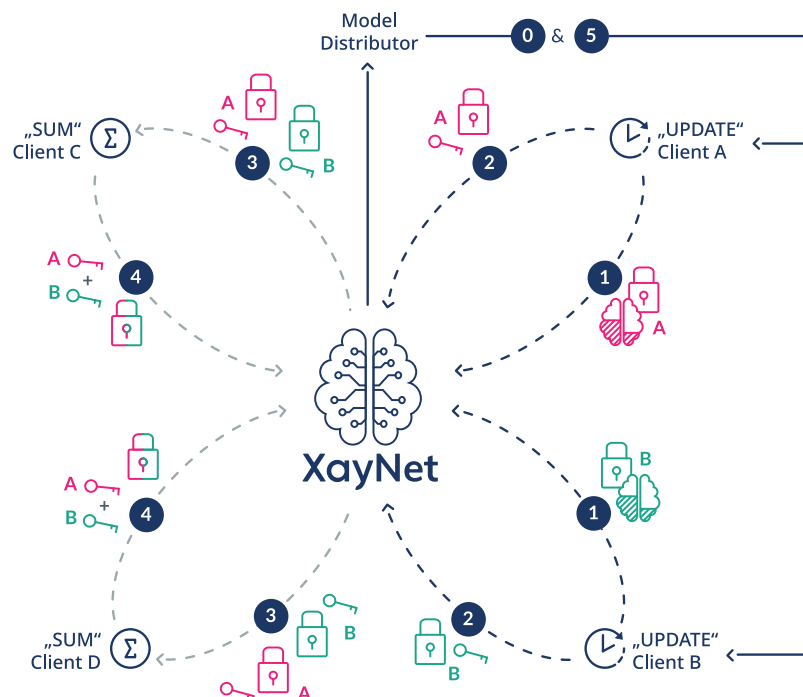 Model
Distributor
0 & 5
„SUM“
Client C
A
B
3
A
2
„UPDATE“
Client A
A
+
B
4
1
A
XayNet
A
+
B
4
B
1
„SUM“
Client D
3
B
A
2
B
„UPDATE“
Client B